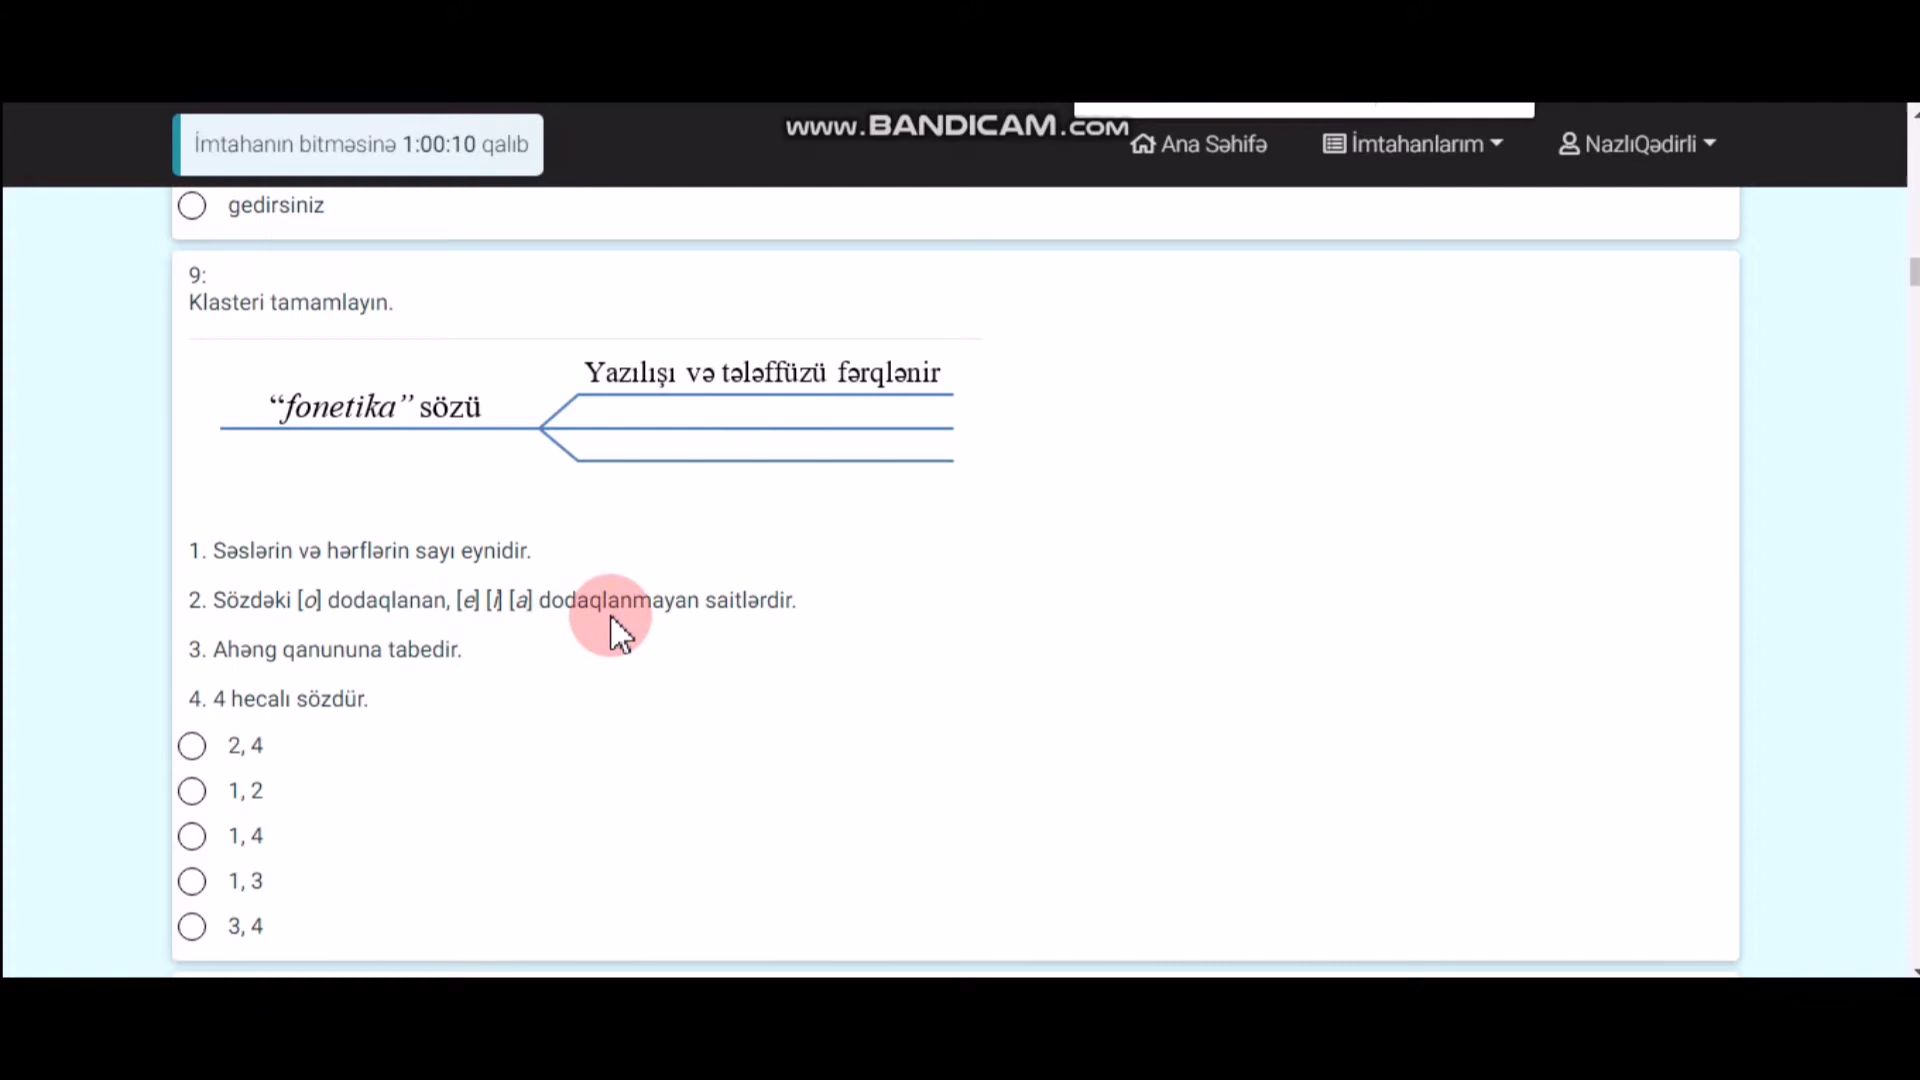 www.BANDICAM.com
İmtahanın bitməsinə 1:00:10 qalıb
Ana Səhifə
İmtahanlarım
NazlıQədirli
gedirsiniz
9:
Klasteri tamamlayın.
Yazılışı və tələffüzü fərqlənir
“fonetika” sözü
1. Səslərin və hərflərin sayı eynidir.
2. Sözdəki [o] dodaqlanan, [e] [i] [a] dodaqlanmayan saitlərdir.
3. Ahəng qanununa tabedir.
4. 4 hecalı sözdür.
2, 4
1, 2
1, 4
1, 3
3, 4